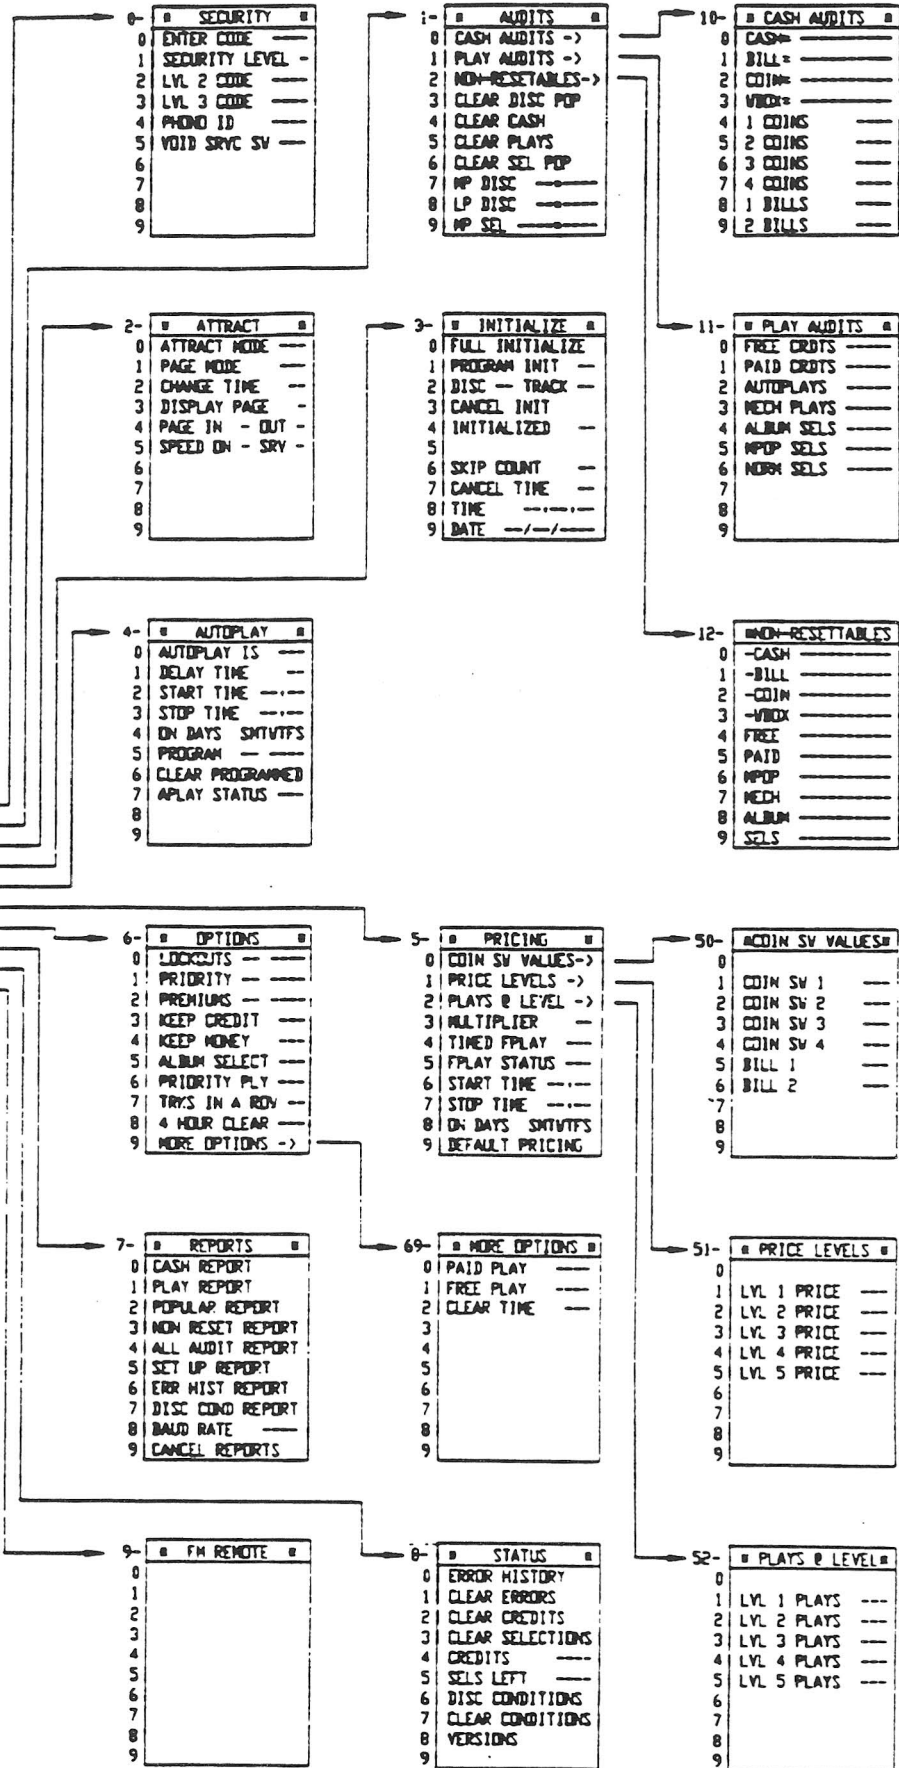 0- SECURITY
0 ENTER CODE ----
1 SECURITY LEVEL -
2 LVL 2 CODE ----
3 LVL 3 CODE ----
4 PHONO ID ----
5 VOID SRVC SW ---
6
7
8
9
1- AUDITS
0 CASH AUDITS ->
1 PLAY AUDITS ->
2 NON-RESETABLES->
3 CLEAR DISC POP
4 CLEAR CASH
5 CLEAR PLAYS
6 CLEAR SEL POP
7 MP DISC
8 LP DISC
9 MP SEL
10- CASH AUDITS
0 CASH=
1 BILL=
2 COIN=
3 WBOX=
4 1 COINS ----
5 2 COINS ----
6 3 COINS ----
7 4 COINS ----
8 1 BILLS ----
9 2 BILLS ----
2- ATTRACT
0 ATTRACT MODE ---
1 PAGE MODE ---
2 CHANGE TIME --
3 DISPLAY PAGE -
4 PAGE IN - OUT -
5 SPEED ON - SRV -
6
7
8
9
3- INITIALIZE
0 FULL INITIALIZE
1 PROGRAM INIT --
2 DISC -- TRACK --
3 CANCEL INIT
4 INITIALIZED --
5
6 SKIP COUNT --
7 CANCEL TIME --
8 TIME --.--.--
9 DATE --/--/----
11- PLAY AUDITS
0 FREE CRDTS -----
1 PAID CRDTS -----
2 AUTOPLAYS -----
3 MECH PLAYS -----
4 ALBUM SELS -----
5 MPOP SELS -----
6 NORM SELS -----
7
8
9
4- AUTOPLAY
0 AUTOPLAY IS ---
1 DELAY TIME --
2 START TIME --.--
3 STOP TIME --.--
4 ON DAYS SMTWTFS
5 PROGRAM -- ----
6 CLEAR PROGRAMMED
7 APLAY STATUS ---
8
9
12- NON-RESETTABLES
0 -CASH
1 -BILL
2 -COIN
3 -WBOX
4 FREE
5 PAID
6 MPOP
7 MECH
8 ALBUM
9 SELS
6- OPTIONS
0 LOCKOUTS -- ----
1 PRIORITY -- ----
2 PREMIUMS -- ----
3 KEEP CREDIT ---
4 KEEP MONEY ----
5 ALBUM SELECT ---
6 PRIORITY PLY ---
7 TRYS IN A ROW --
8 4 HOUR CLEAR ---
9 MORE OPTIONS ->
5- PRICING
0 COIN SW VALUES->
1 PRICE LEVELS ->
2 PLAYS @ LEVEL ->
3 MULTIPLIER --
4 TIMED FPLAY ---
5 FPLAY STATUS ---
6 START TIME --.--
7 STOP TIME --.--
8 ON DAYS SMTWTFS
9 DEFAULT PRICING
50- COIN SW VALUES
0
1 COIN SW 1 ---
2 COIN SW 2 ---
3 COIN SW 3 ---
4 COIN SW 4 ---
5 BILL 1 ---
6 BILL 2 ---
7
8
9
7- REPORTS
0 CASH REPORT
1 PLAY REPORT
2 POPULAR REPORT
3 NON RESET REPORT
4 ALL AUDIT REPORT
5 SET UP REPORT
6 ERR HIST REPORT
7 DISC COND REPORT
8 BAUD RATE ----
9 CANCEL REPORTS
69- MORE OPTIONS
0 PAID PLAY ----
1 FREE PLAY ----
2 CLEAR TIME ---
3
4
5
6
7
8
9
51- PRICE LEVELS
0
1 LVL 1 PRICE ---
2 LVL 2 PRICE ---
3 LVL 3 PRICE ---
4 LVL 4 PRICE ---
5 LVL 5 PRICE ---
6
7
8
9
9- FM REMOTE
0
1
2
3
4
5
6
7
8
9
8- STATUS
0 ERROR HISTORY
1 CLEAR ERRORS
2 CLEAR CREDITS
3 CLEAR SELECTIONS
4 CREDITS ----
5 SELS LEFT ----
6 DISC CONDITIONS
7 CLEAR CONDITIONS
8 VERSIONS
9
52- PLAYS @ LEVEL
0
1 LVL 1 PLAYS ---
2 LVL 2 PLAYS ---
3 LVL 3 PLAYS ---
4 LVL 4 PLAYS ---
5 LVL 5 PLAYS ---
6
7
8
9